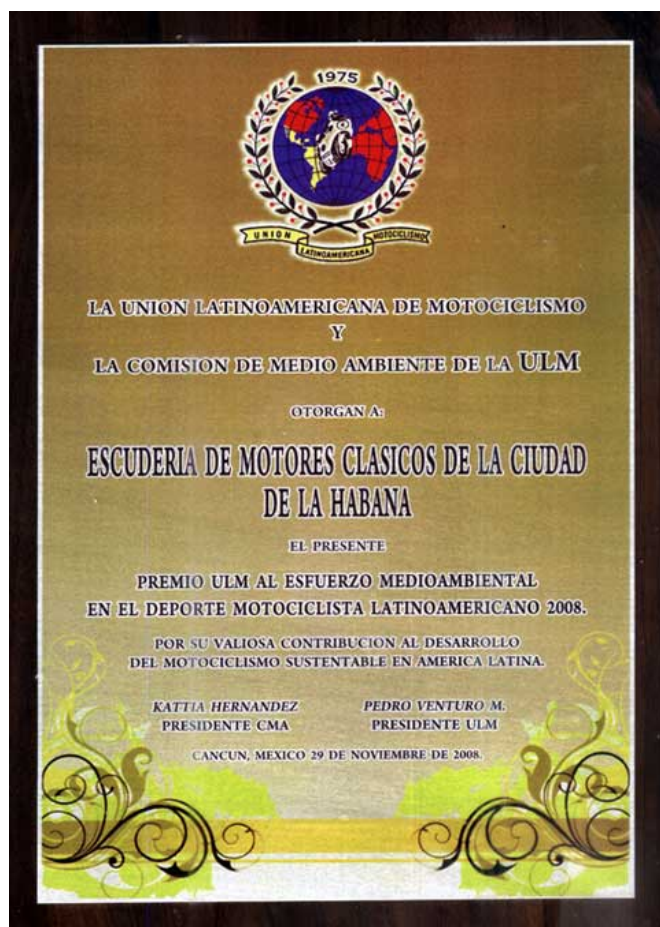 1975
UNION LATINOAMERICANA MOTOCICLISMO
LA UNION LATINOAMERICANA DE MOTOCICLISMO
Y
LA COMISION DE MEDIO AMBIENTE DE LA ULM
OTORGAN A:
ESCUDERIA DE MOTORES CLASICOS DE LA CIUDAD
DE LA HABANA
EL PRESENTE
PREMIO ULM AL ESFUERZO MEDIOAMBIENTAL
EN EL DEPORTE MOTOCICLISTA LATINOAMERICANO 2008.
POR SU VALIOSA CONTRIBUCION AL DESARROLLO
DEL MOTOCICLISMO SUSTENTABLE EN AMERICA LATINA.
KATTIA HERNANDEZ PEDRO VENTURO M.
PRESIDENTE CMA PRESIDENTE ULM
CANCUN, MEXICO 29 DE NOVIEMBRE DE 2008.